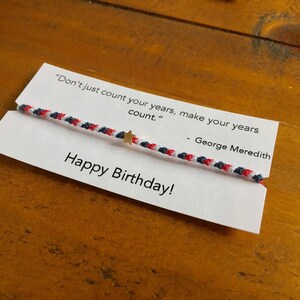 "Don't just count your years, make your years
count."
- George Meredith
Happy Birthday!